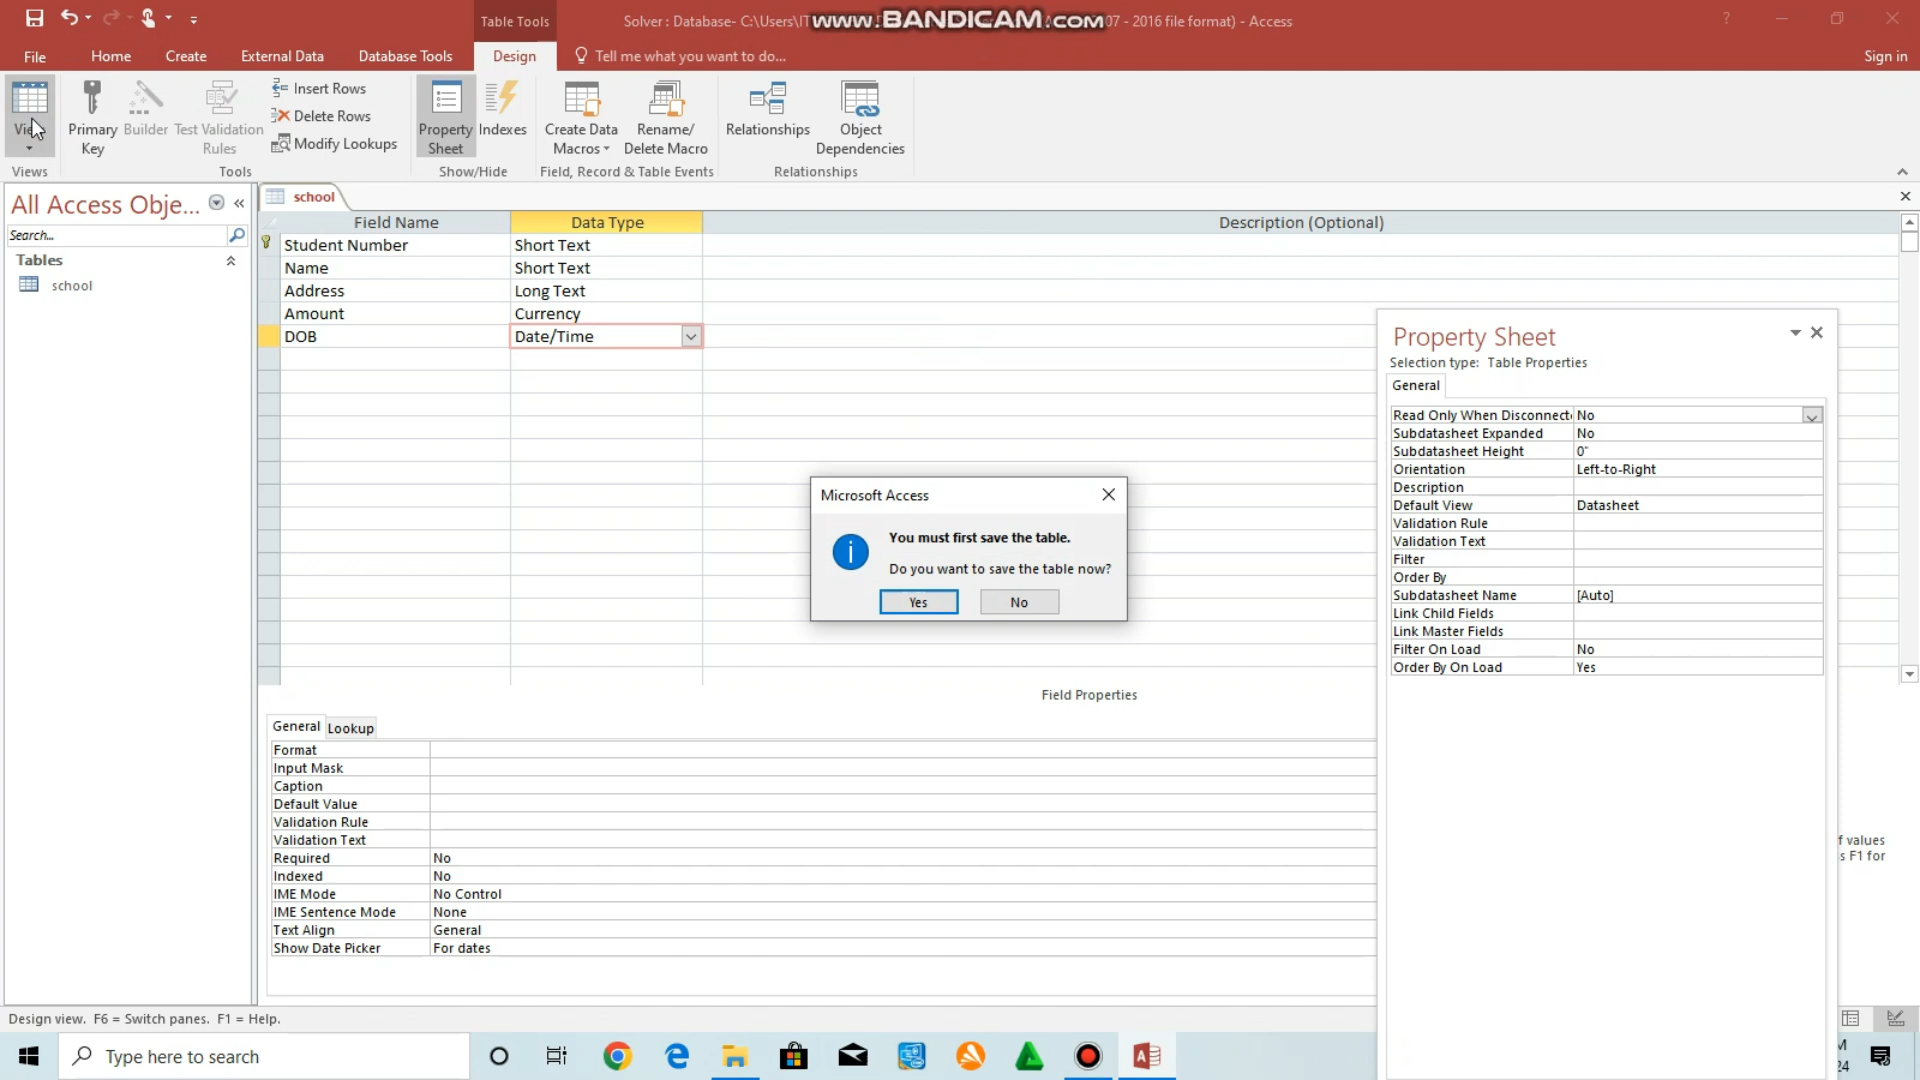 Table Tools
Solver : Database- C:\Users\IT
www.BANDICAM.com
07 - 2016 file format) - Access
?
File
Home
Create
External Data
Database Tools
Design
Tell me what you want to do...
Sign in
View
Primary Key
Builder
Test Validation Rules
Insert Rows
Delete Rows
Modify Lookups
Property Sheet
Indexes
Create Data Macros
Rename/ Delete Macro
Relationships
Object Dependencies
Views
Tools
Show/Hide
Field, Record & Table Events
Relationships
All Access Obje...
Search...
Tables
school
school
Field Name Data Type Description (Optional)
Student Number Short Text
Name Short Text
Address Long Text
Amount Currency
DOB Date/Time
Microsoft Access
You must first save the table.
Do you want to save the table now?
Yes No
Property Sheet
Selection type: Table Properties
General
Read Only When Disconnect No
Subdatasheet Expanded No
Subdatasheet Height 0"
Orientation Left-to-Right
Description
Default View Datasheet
Validation Rule
Validation Text
Filter
Order By
Subdatasheet Name [Auto]
Link Child Fields
Link Master Fields
Filter On Load No
Order By On Load Yes
Field Properties
General Lookup
Format
Input Mask
Caption
Default Value
Validation Rule
Validation Text
Required No
Indexed No
IME Mode No Control
IME Sentence Mode None
Text Align General
Show Date Picker For dates
f values
s F1 for
Design view. F6 = Switch panes. F1 = Help.
Type here to search
M
24